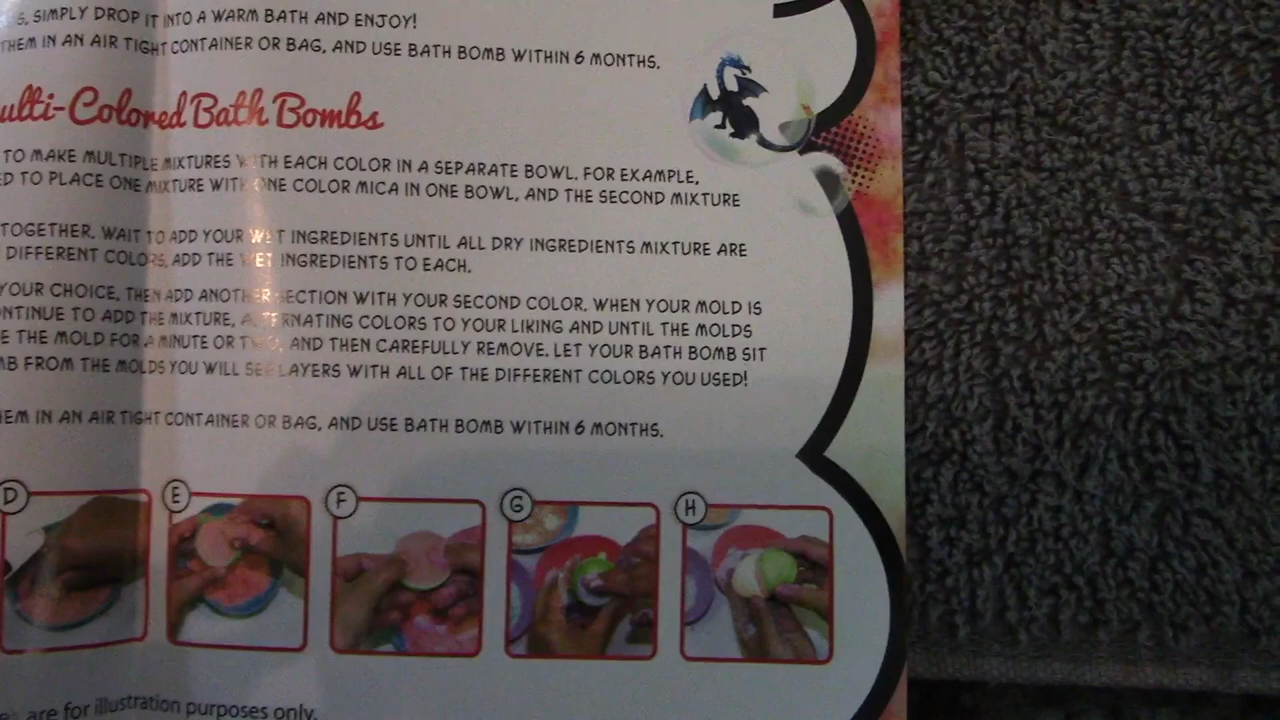 S, SIMPLY DROP IT INTO A WARM BATH AND ENJOY!
THEM IN AN AIR TIGHT CONTAINER OR BAG, AND USE BATH BOMB WITHIN 6 MONTHS.
ulti-Colored Bath Bombs
TO MAKE MULTIPLE MIXTURES WITH EACH COLOR IN A SEPARATE BOWL. FOR EXAMPLE,
ED TO PLACE ONE MIXTURE WITH ONE COLOR MICA IN ONE BOWL, AND THE SECOND MIXTURE
TOGETHER. WAIT TO ADD YOUR WET INGREDIENTS UNTIL ALL DRY INGREDIENTS MIXTURE ARE
DIFFERENT COLORS, ADD THE WET INGREDIENTS TO EACH.
YOUR CHOICE, THEN ADD ANOTHER SECTION WITH YOUR SECOND COLOR. WHEN YOUR MOLD IS
ONTINUE TO ADD THE MIXTURE, ALTERNATING COLORS TO YOUR LIKING AND UNTIL THE MOLDS
E THE MOLD FOR A MINUTE OR TWO, AND THEN CAREFULLY REMOVE. LET YOUR BATH BOMB SIT
MB FROM THE MOLDS YOU WILL SEE LAYERS WITH ALL OF THE DIFFERENT COLORS YOU USED!
EM IN AN AIR TIGHT CONTAINER OR BAG, AND USE BATH BOMB WITHIN 6 MONTHS.
D E F G H
are for illustration purposes only.